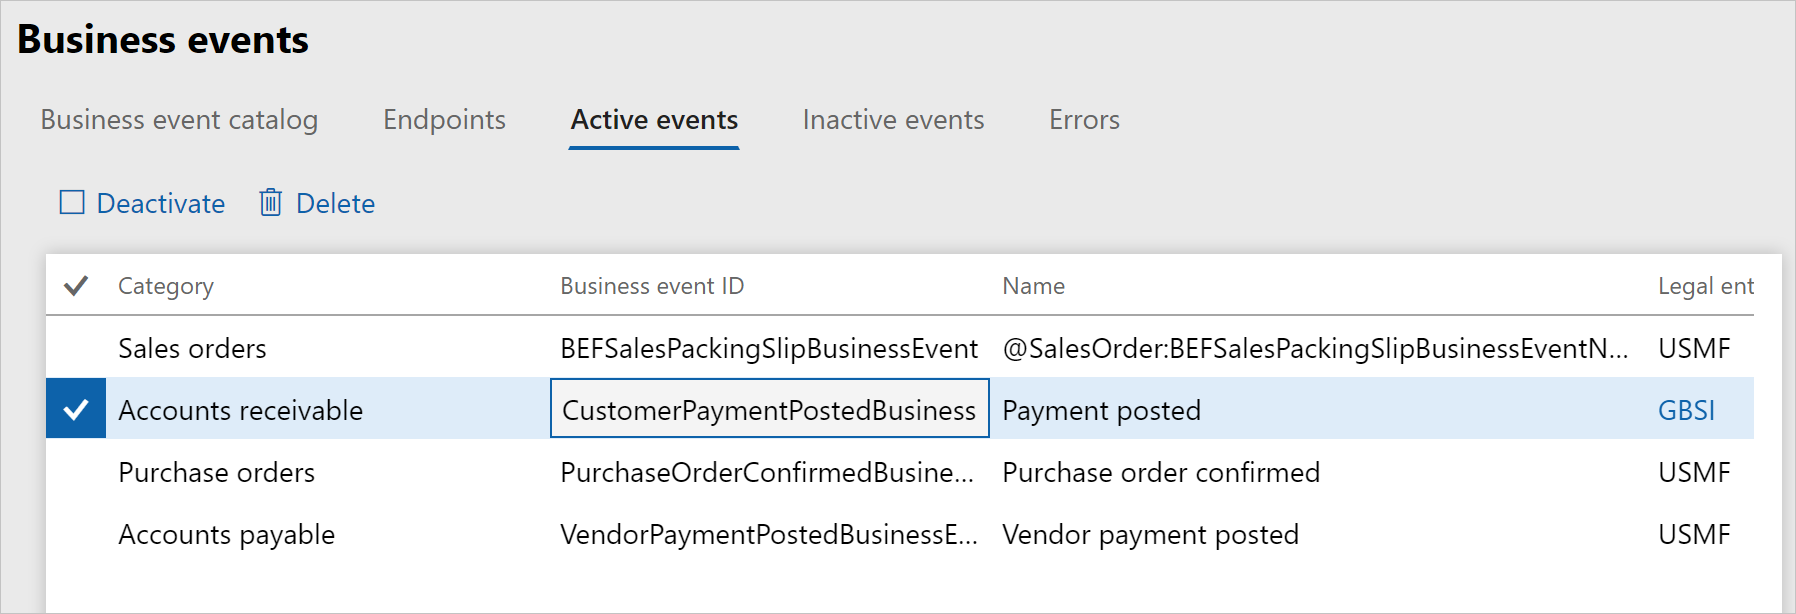 Business events
Business event catalog Endpoints Active events Inactive events Errors
Deactivate Delete
Category Business event ID Name Legal ent
Sales orders BEFSalesPackingSlipBusinessEvent @SalesOrder:BEFSalesPackingSlipBusinessEventN... USMF
Accounts receivable CustomerPaymentPostedBusiness Payment posted GBSI
Purchase orders PurchaseOrderConfirmedBusine... Purchase order confirmed USMF
Accounts payable VendorPaymentPostedBusinessE... Vendor payment posted USMF